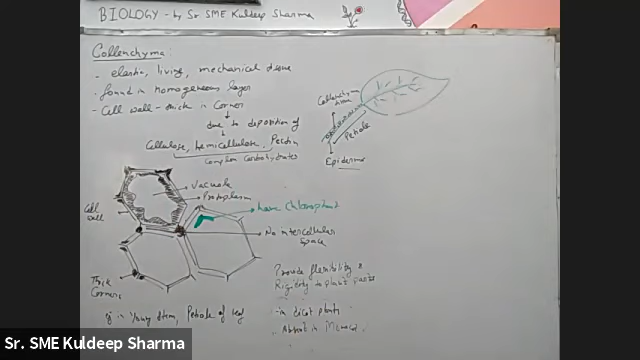 BIOLOGY - by Sr SME Kuldeep Sharma
Collenchyma:
- elastic, living, mechanical tissue
- found in homogeneous layer
- Cell wall - thick in Corner
due to deposition of
Cellulose, hemicellulose, Pectin
Complex Carbohydrates
Collenchyma
tissue
Petiole
Epidermis
Vacuole
Protoplasm
Cell
wall
have Chloroplast
No intercellular
Space
Thick
Corners
Provide flexibility &
Rigidity to plant parts
eg in Young Stem, Petiole of leaf
- in dicot plants
Absent in Monocot
Sr. SME Kuldeep Sharma